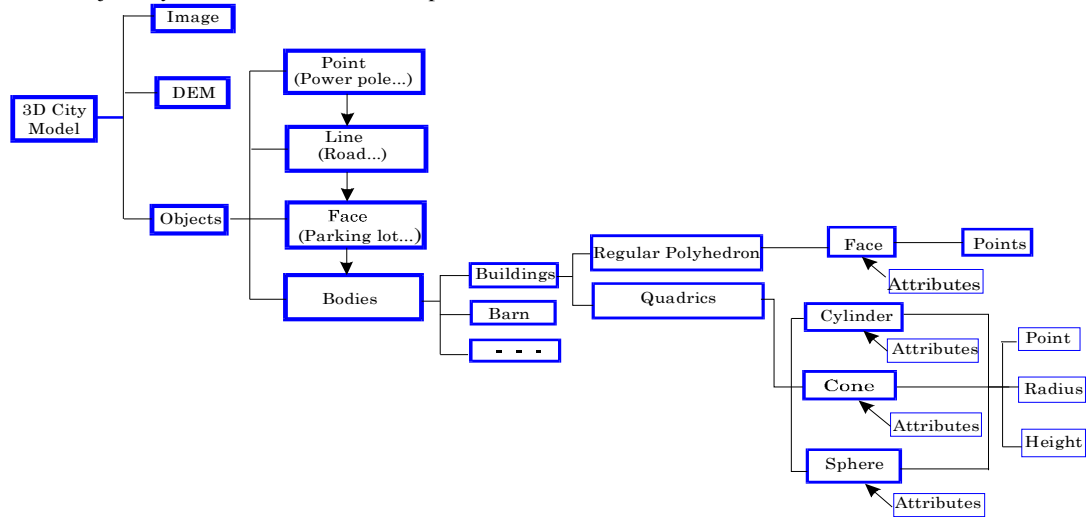 Image
DEM
3D City
Model
Objects
Point
(Power pole...)
Line
(Road...)
Face
(Parking lot...)
Bodies
Buildings
Barn
- - -
Regular Polyhedron
Quadrics
Face
Points
Attributes
Cylinder
Attributes
Cone
Attributes
Sphere
Attributes
Point
Radius
Height